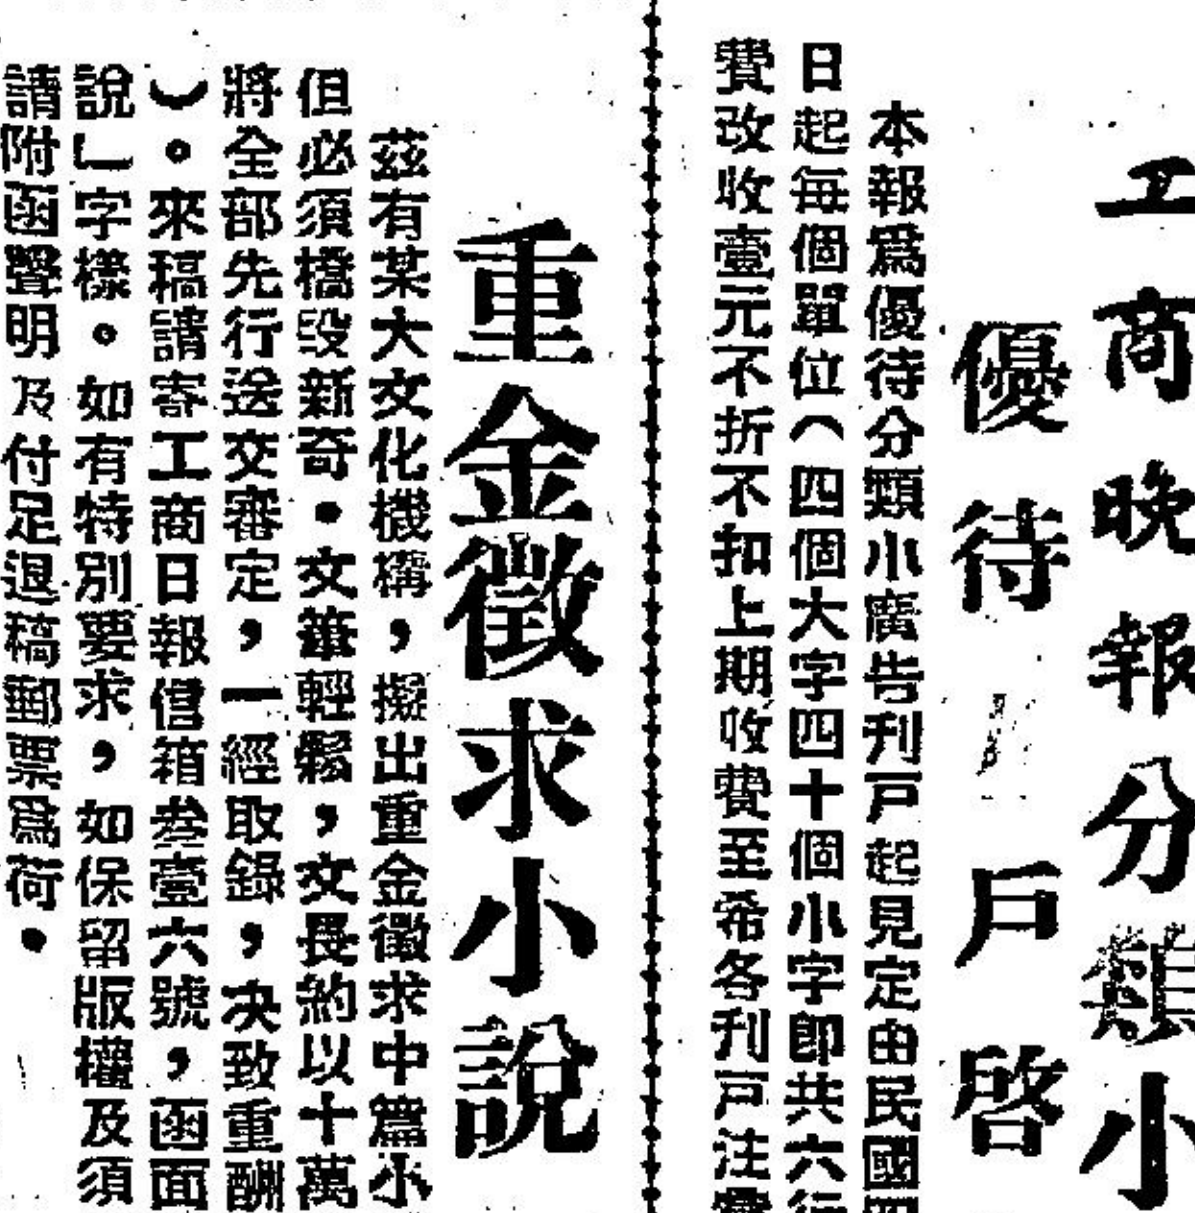 工商晚報分類小
優待
戶啓
本報爲優待分類小廣告刊戶起見定由民國四
日起每個單位（四個大字四十個小字卽共六行
費改收壹元不折不扣上期收費至希各刊戶注
重金徵求小說
茲有某大文化機構，擬出重金徵求中篇小
但必須橋段新奇。文筆輕鬆，文長約以十萬
將全部先行送交審定，一經取錄，決致重酬
）。來稿請寄工商日報信箱叁壹六號，函面
說」字樣。如有特別要求，如保留版權及須
請附函聲明及付足退稿郵票爲荷。